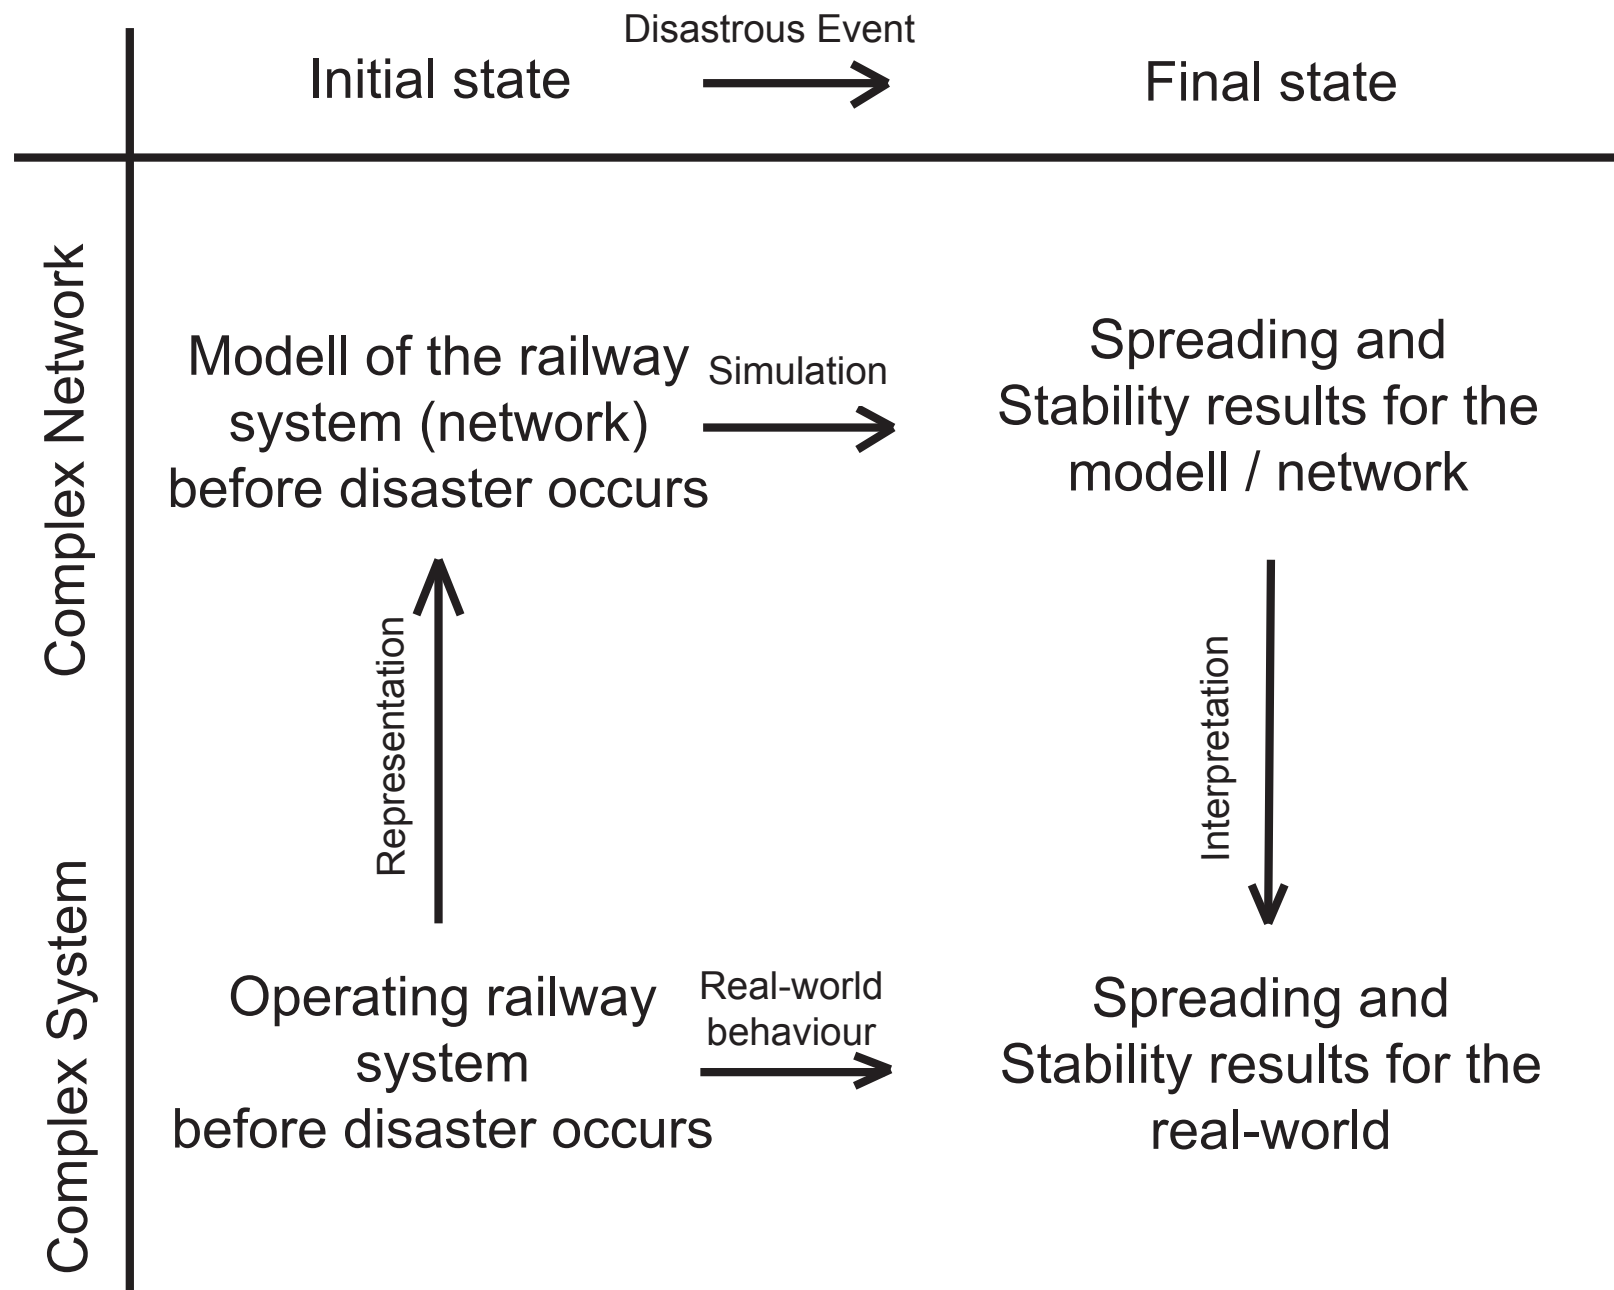 Disastrous Event
Initial state
Final state
Complex Network
Modell of the railway
system (network)
before disaster occurs
Simulation
Spreading and
Stability results for the
modell / network
Representation
Interpretation
Complex System
Operating railway
system
before disaster occurs
Real-world
behaviour
Spreading and
Stability results for the
real-world